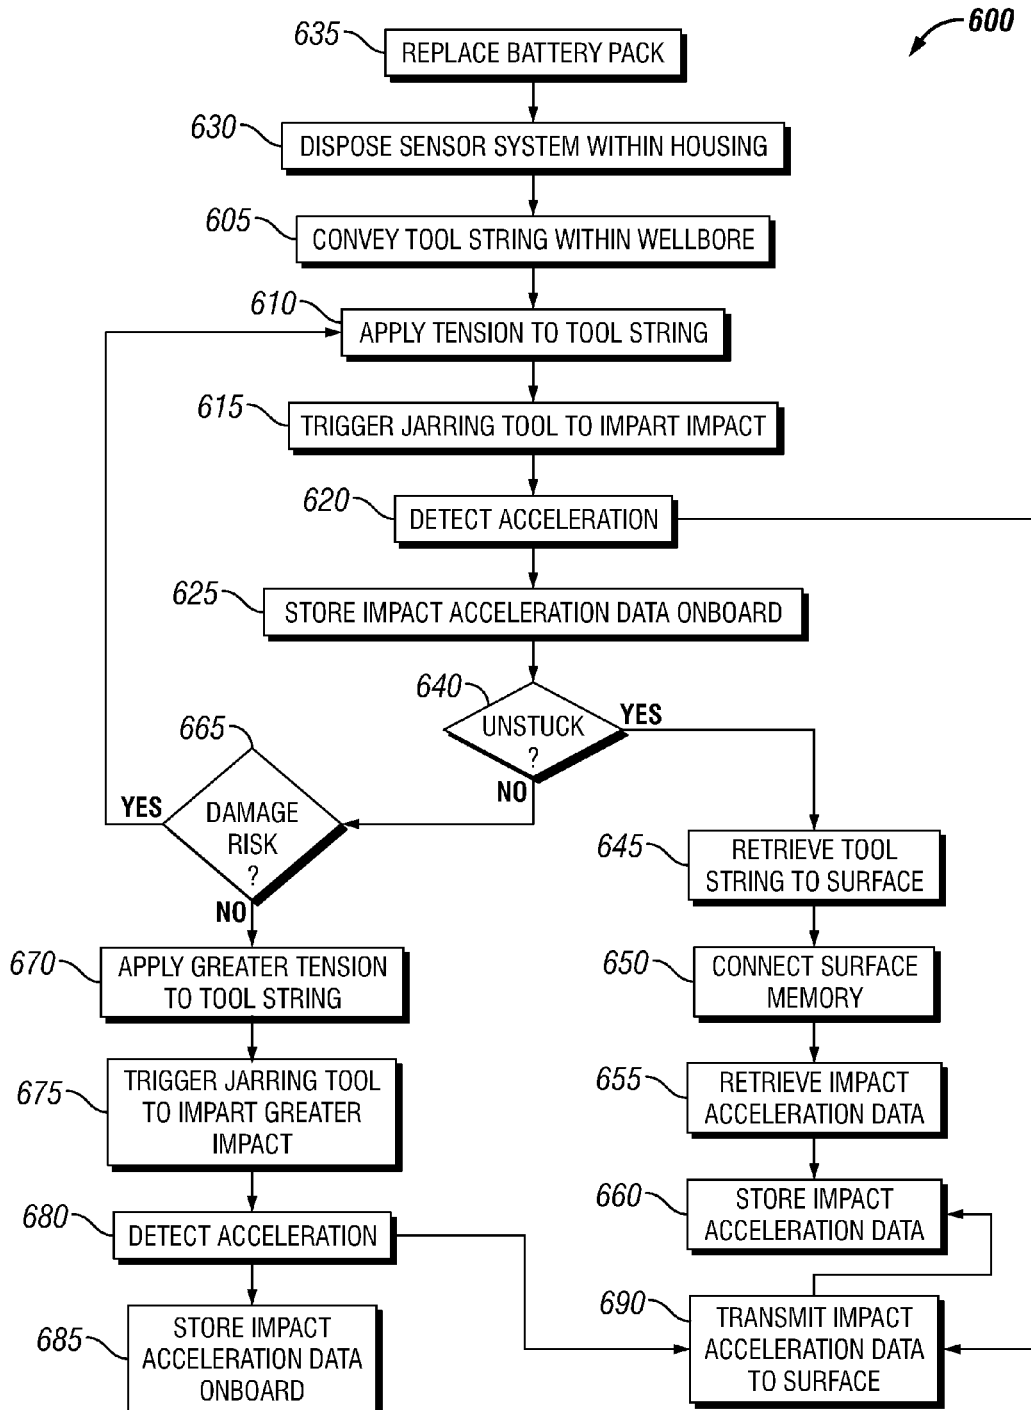 600
635
REPLACE BATTERY PACK
630
DISPOSE SENSOR SYSTEM WITHIN HOUSING
605
CONVEY TOOL STRING WITHIN WELLBORE
610
APPLY TENSION TO TOOL STRING
615
TRIGGER JARRING TOOL TO IMPART IMPACT
620
DETECT ACCELERATION
625
STORE IMPACT ACCELERATION DATA ONBOARD
640
UNSTUCK
?
YES
NO
665
DAMAGE
RISK
?
YES
NO
645
RETRIEVE TOOL
STRING TO SURFACE
670
APPLY GREATER TENSION
TO TOOL STRING
650
CONNECT SURFACE
MEMORY
675
TRIGGER JARRING TOOL
TO IMPART GREATER
IMPACT
655
RETRIEVE IMPACT
ACCELERATION DATA
660
STORE IMPACT
ACCELERATION DATA
680
DETECT ACCELERATION
685
STORE IMPACT
ACCELERATION DATA
ONBOARD
690
TRANSMIT IMPACT
ACCELERATION DATA
TO SURFACE